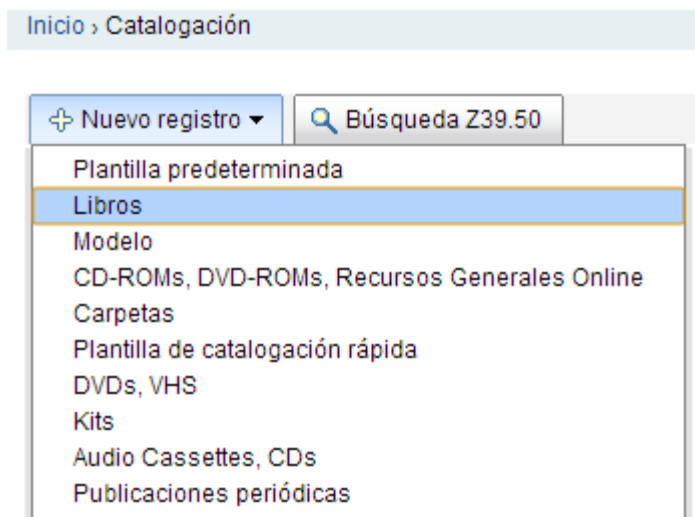 Inicio › Catalogación
Nuevo registro Búsqueda Z39.50
Plantilla predeterminada
Libros
Modelo
CD-ROMs, DVD-ROMs, Recursos Generales Online
Carpetas
Plantilla de catalogación rápida
DVDs, VHS
Kits
Audio Cassettes, CDs
Publicaciones periódicas